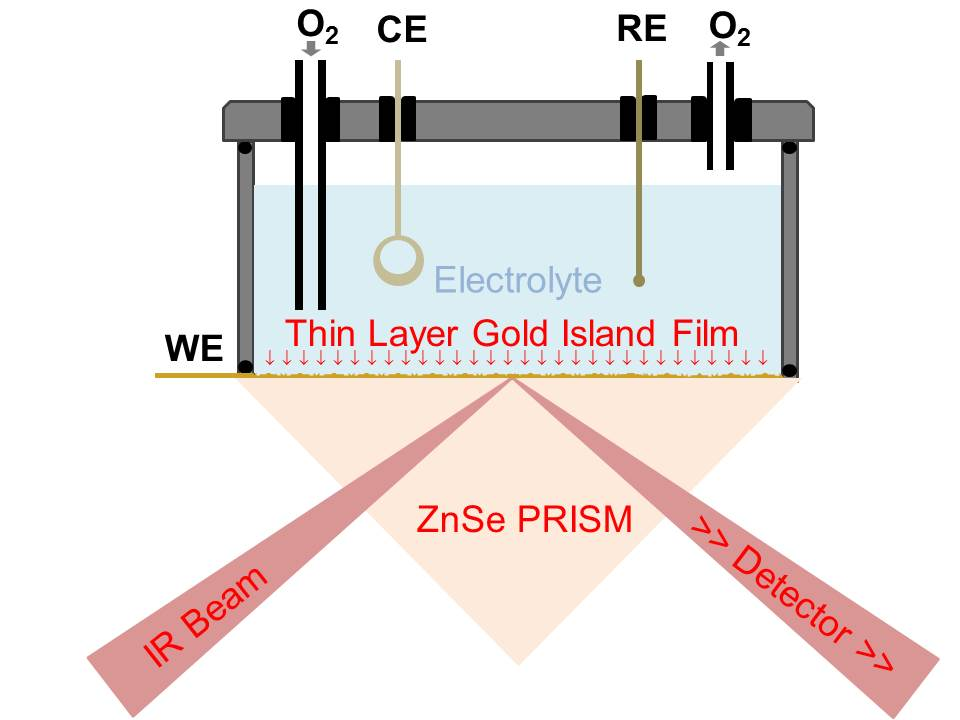 O2
CE
RE
O2
Electrolyte
Thin Layer Gold Island Film
↓↓↓↓↓↓↓↓↓↓↓↓↓↓↓↓↓↓↓↓↓↓↓↓↓↓↓↓↓
WE
ZnSe PRISM
IR Beam
>> Detector >>